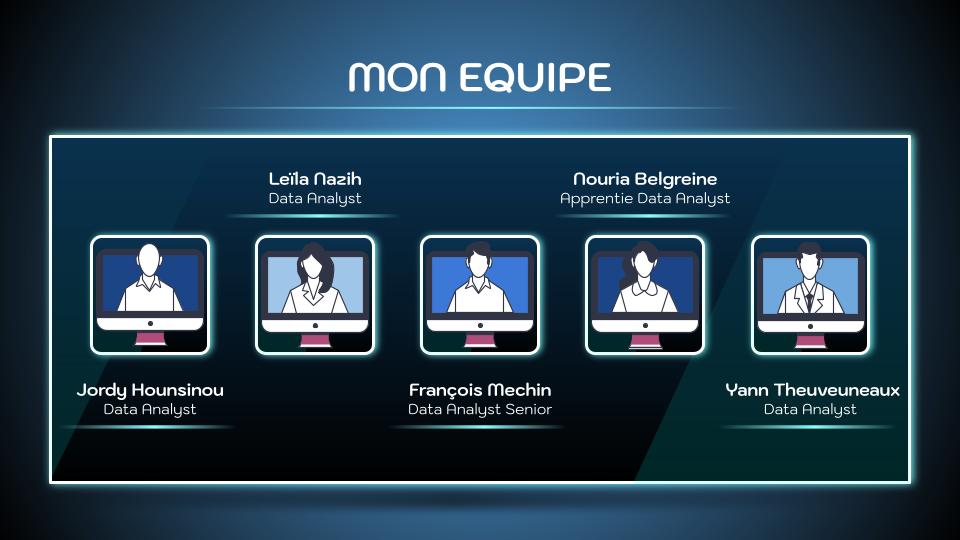 MON EQUIPE
Leïla Nazih
Data Analyst
Nouria Belgreine
Apprentie Data Analyst
Jordy Hounsinou
Data Analyst
François Mechin
Data Analyst Senior
Yann Theuveuneaux
Data Analyst